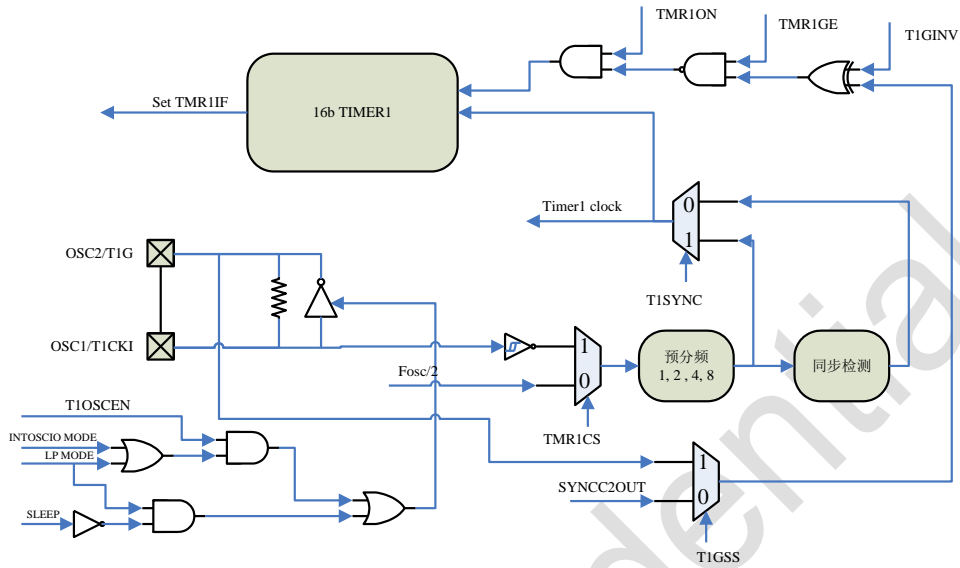 TMR1ON
TMR1GE
T1GINV
Set TMR1IF
16b TIMER1
0
1
Timer1 clock
T1SYNC
OSC2/T1G
OSC1/T1CKI
Fosc/2
1
0
TMR1CS
预分频
1, 2 , 4, 8
同步检测
T1OSCEN
INTOSCIO MODE
LP MODE
SLEEP
SYNCC2OUT
1
0
T1GSS
dential